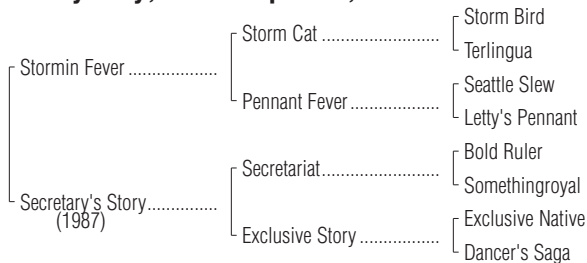 Storm Bird
Storm Cat ..........................
Terlingua
Stormin Fever ...................
Seattle Slew
Pennant Fever ....................
Letty's Pennant
Bold Ruler
Secretariat..........................
Somethingroyal
Secretary's Story...............
(1987)
Exclusive Native
Exclusive Story ..................
Dancer's Saga